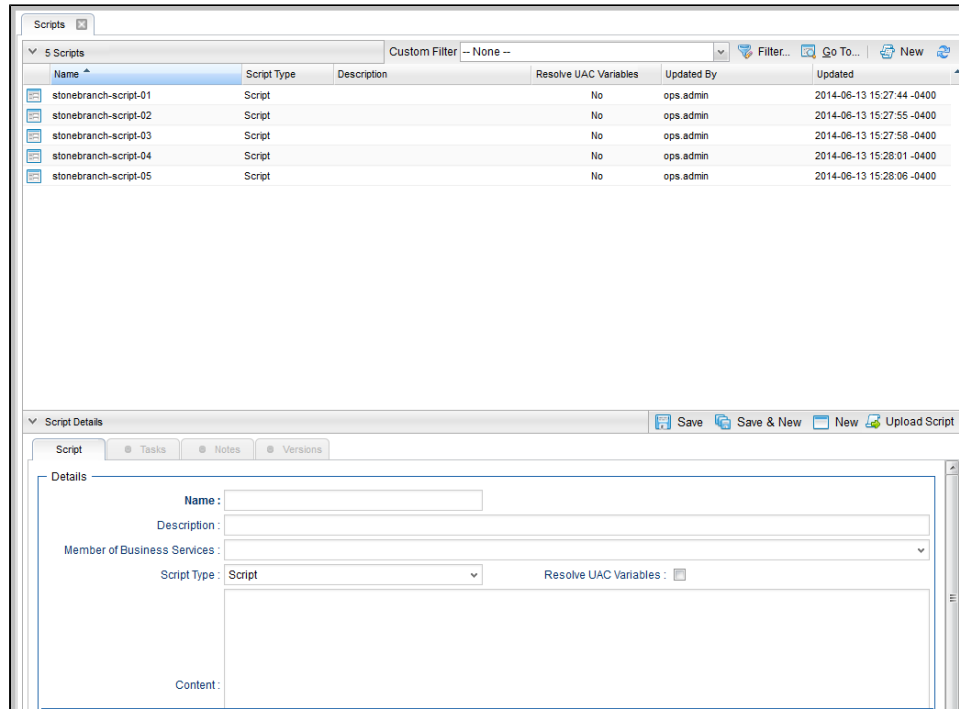 Scripts
5 Scripts Custom Filter -- None -- Filter... Go To... New
Name Script Type Description Resolve UAC Variables Updated By Updated
stonebranch-script-01 Script No ops.admin 2014-06-13 15:27:44 -0400
stonebranch-script-02 Script No ops.admin 2014-06-13 15:27:55 -0400
stonebranch-script-03 Script No ops.admin 2014-06-13 15:27:58 -0400
stonebranch-script-04 Script No ops.admin 2014-06-13 15:28:01 -0400
stonebranch-script-05 Script No ops.admin 2014-06-13 15:28:06 -0400
Script Details Save Save & New New Upload Script
Script Tasks Notes Versions
Details
Name :
Description :
Member of Business Services :
Script Type : Script Resolve UAC Variables :
Content :